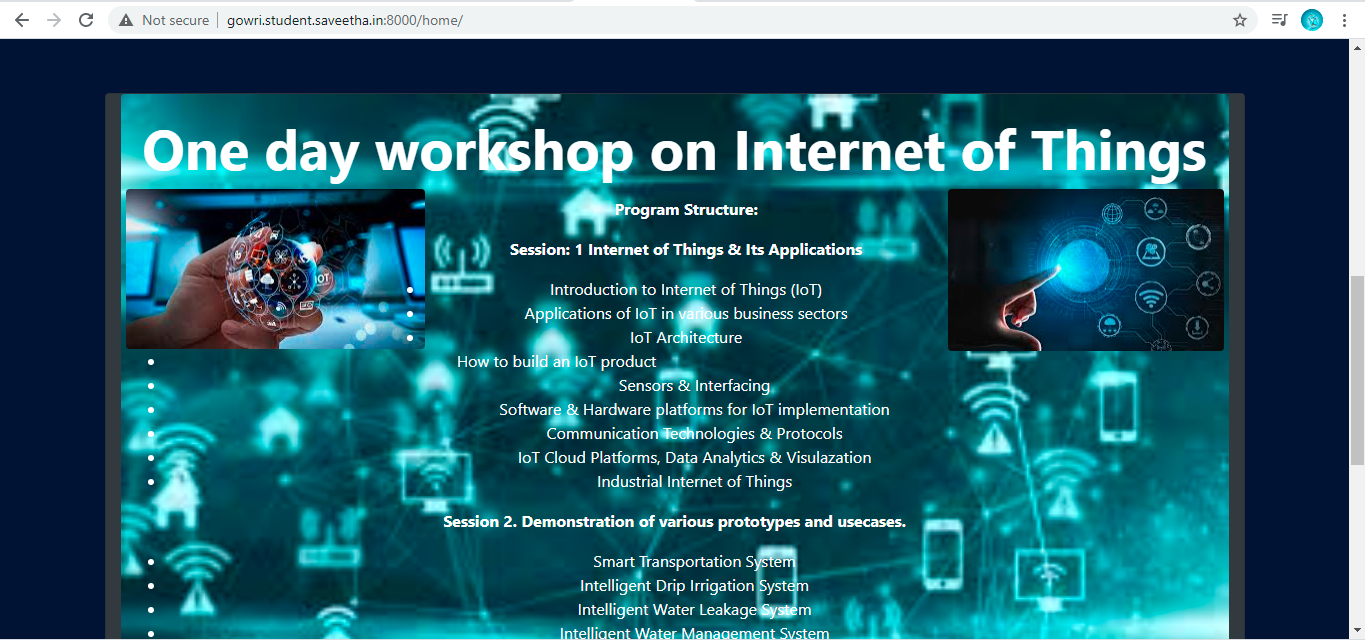 Not secure
gowri.student.saveetha.in:8000/home/
One day workshop on Internet of Things
IOT
Program Structure:
Session: 1 Internet of Things & Its Applications
Introduction to Internet of Things (IoT)
Applications of IoT in various business sectors
IoT Architecture
How to build an IoT product
Sensors & Interfacing
Software & Hardware platforms for IoT implementation
Communication Technologies & Protocols
IoT Cloud Platforms, Data Analytics & Visulazation
Industrial Internet of Things
Session 2. Demonstration of various prototypes and usecases.
Smart Transportation System
Intelligent Drip Irrigation System
Intelligent Water Leakage System
Intelligent Water Management System